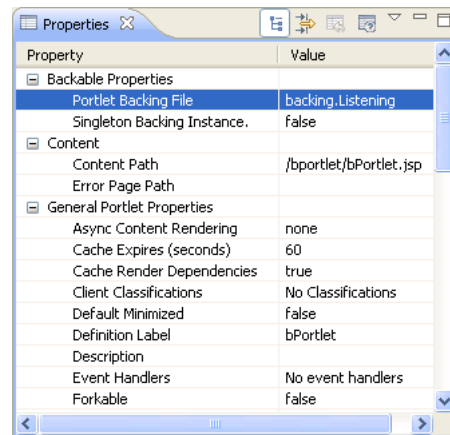 Properties
Property Value
Backable Properties
Portlet Backing File backing.Listening
Singleton Backing Instance. false
Content
Content Path /bportlet/bPortlet.jsp
Error Page Path
General Portlet Properties
Async Content Rendering none
Cache Expires (seconds) 60
Cache Render Dependencies true
Client Classifications No Classifications
Default Minimized false
Definition Label bPortlet
Description
Event Handlers No event handlers
Forkable false